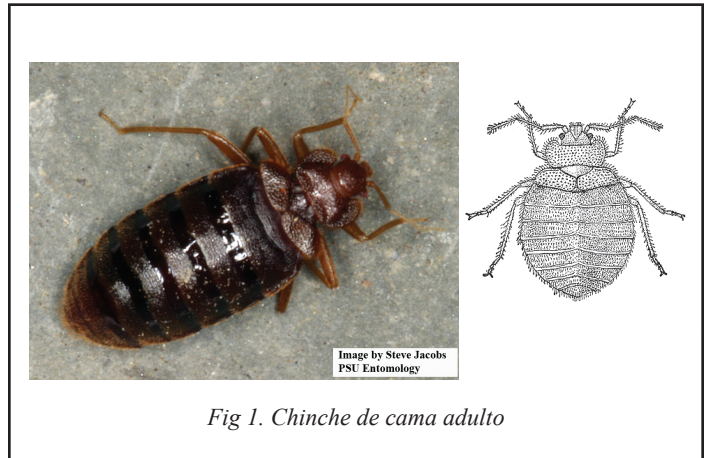 Image by Steve Jacobs
PSU Entomology
Fig 1. Chinche de cama adulto